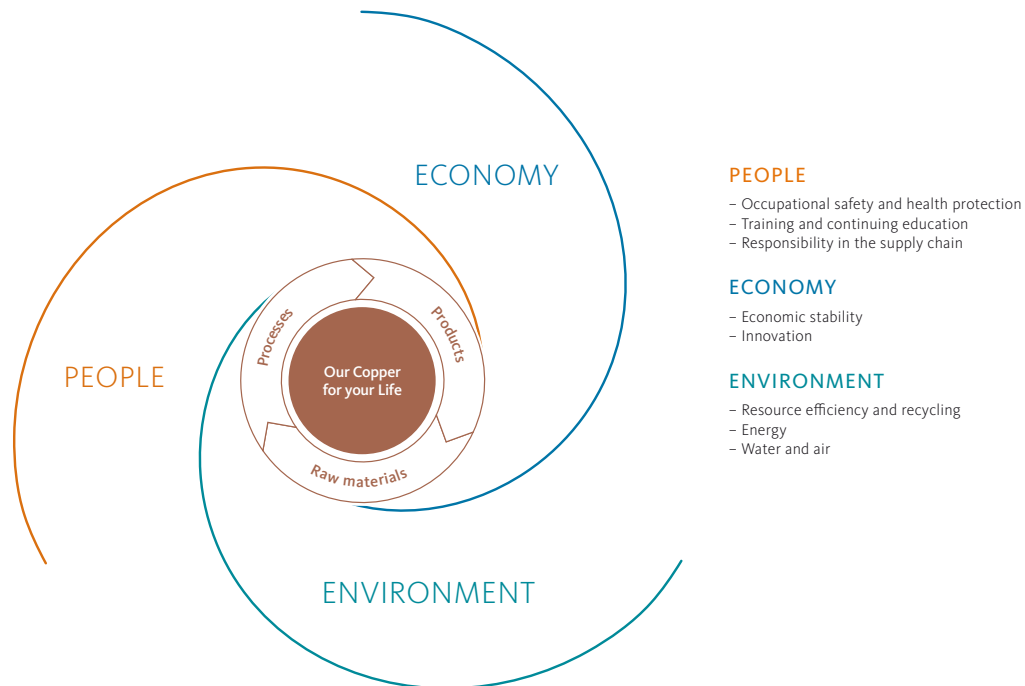 ECONOMY
PEOPLE
ENVIRONMENT
Processes
Products
Raw materials
Our Copper
for your Life
PEOPLE
– Occupational safety and health protection
– Training and continuing education
– Responsibility in the supply chain
ECONOMY
– Economic stability
– Innovation
ENVIRONMENT
– Resource efficiency and recycling
– Energy
– Water and air